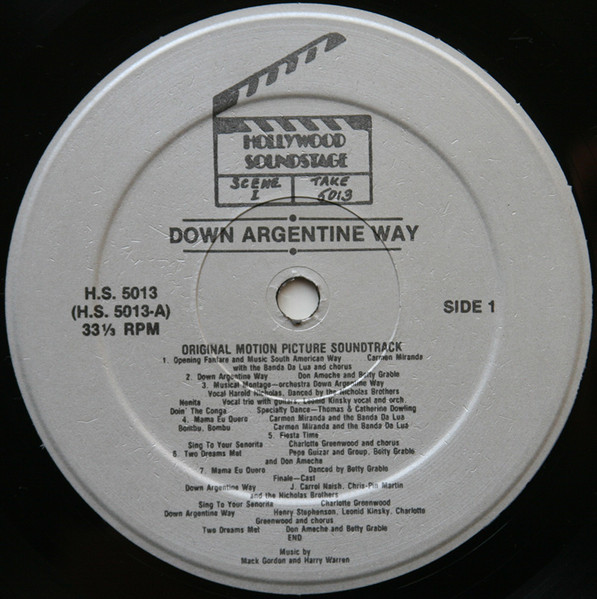 HOLLYWOOD
SOUNDSTAGE
SCENE TAKE
I 5013
DOWN ARGENTINE WAY
H.S. 5013
(H.S. 5013-A)
33⅓ RPM
SIDE 1
ORIGINAL MOTION PICTURE SOUNDTRACK
1. Opening Fanfare and Music South American Way Carmen Miranda
with the Banda Da Lua and chorus
2. Down Argentine Way Don Ameche and Betty Grable
3. Musical Montage—orchestra Down Argentine Way
Vocal Harold Nicholas, Danced by the Nicholas Brothers
Nenita Vocal trio with guitars, Leonid Kinsky vocal and orch.
Doin' The Conga Specialty Dance—Thomas & Catherine Dowling
4. Mama Eu Quero Carmen Miranda and the Banda Da Lua
Bambu, Bambu Carmen Miranda and the Banda Da Lua
5. Fiesta Time
Sing To Your Senorita Charlotte Greenwood and chorus
6. Two Dreams Met Pepe Guizar and Group, Betty Grable
and Don Ameche
7. Mama Eu Quero Danced by Betty Grable
Finale—Cast
Down Argentine Way J. Carrol Naish, Chris-Pin Martin
and the Nicholas Brothers
Sing To Your Senorita Charlotte Greenwood
Down Argentine Way Henry Stephenson, Leonid Kinsky, Charlotte
Greenwood and chorus
Two Dreams Met Don Ameche and Betty Grable
END
Music by
Mack Gordon and Harry Warren